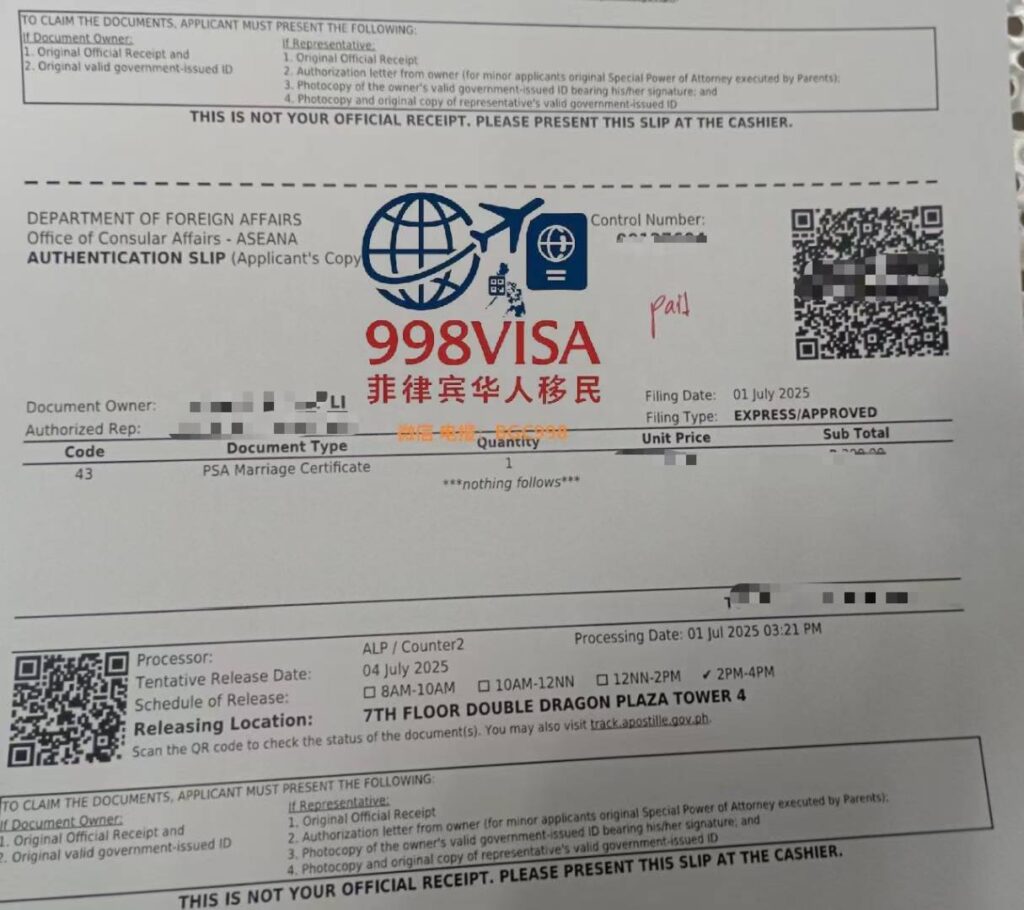 TO CLAIM THE DOCUMENTS, APPLICANT MUST PRESENT THE FOLLOWING:
If Document Owner:
1. Original Official Receipt and
2. Original valid government-issued ID
If Representative:
1. Original Official Receipt
2. Authorization letter from owner (for minor applicants original Special Power of Attorney executed by Parents);
3. Photocopy of the owner's valid government-issued ID bearing his/her signature; and
4. Photocopy and original copy of representative's valid government-issued ID
THIS IS NOT YOUR OFFICIAL RECEIPT. PLEASE PRESENT THIS SLIP AT THE CASHIER.
DEPARTMENT OF FOREIGN AFFAIRS
Office of Consular Affairs - ASEANA
AUTHENTICATION SLIP (Applicant's Copy
Control Number:
paid
998VISA
菲律宾华人移民
微信 电报: BGC998
Document Owner: LI
Authorized Rep:
Filing Date: 01 July 2025
Filing Type: EXPRESS/APPROVED
Code Document Type Quantity Unit Price Sub Total
43 PSA Marriage Certificate 1
***nothing follows***
Processor: ALP / Counter2
Processing Date: 01 Jul 2025 03:21 PM
Tentative Release Date: 04 July 2025
Schedule of Release: ☐ 8AM-10AM ☐ 10AM-12NN ☐ 12NN-2PM ✓ 2PM-4PM
Releasing Location: 7TH FLOOR DOUBLE DRAGON PLAZA TOWER 4
Scan the QR code to check the status of the document(s). You may also visit track.apostille.gov.ph.
TO CLAIM THE DOCUMENTS, APPLICANT MUST PRESENT THE FOLLOWING:
If Document Owner:
1. Original Official Receipt and
2. Original valid government-issued ID
If Representative:
1. Original Official Receipt
2. Authorization letter from owner (for minor applicants original Special Power of Attorney executed by Parents);
3. Photocopy of the owner's valid government-issued ID bearing his/her signature; and
4. Photocopy and original copy of representative's valid government-issued ID
THIS IS NOT YOUR OFFICIAL RECEIPT. PLEASE PRESENT THIS SLIP AT THE CASHIER.